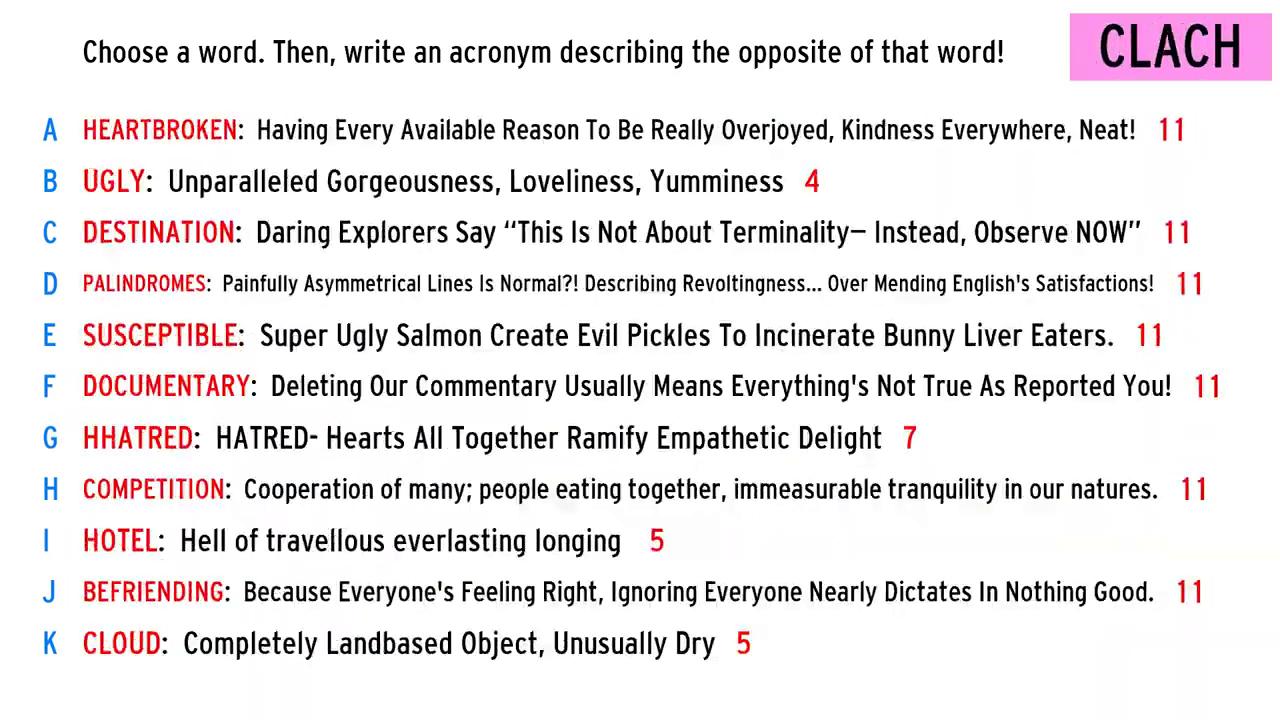 Choose a word. Then, write an acronym describing the opposite of that word!
CLACH
A HEARTBROKEN: Having Every Available Reason To Be Really Overjoyed, Kindness Everywhere, Neat! 11
B UGLY: Unparalleled Gorgeousness, Loveliness, Yumminess 4
C DESTINATION: Daring Explorers Say “This Is Not About Terminality– Instead, Observe NOW” 11
D PALINDROMES: Painfully Asymmetrical Lines Is Normal?! Describing Revoltingness... Over Mending English's Satisfactions! 11
E SUSCEPTIBLE: Super Ugly Salmon Create Evil Pickles To Incinerate Bunny Liver Eaters. 11
F DOCUMENTARY: Deleting Our Commentary Usually Means Everything's Not True As Reported You! 11
G HHATRED: HATRED- Hearts All Together Ramify Empathetic Delight 7
H COMPETITION: Cooperation of many; people eating together, immeasurable tranquility in our natures. 11
I HOTEL: Hell of travellous everlasting longing 5
J BEFRIENDING: Because Everyone's Feeling Right, Ignoring Everyone Nearly Dictates In Nothing Good. 11
K CLOUD: Completely Landbased Object, Unusually Dry 5